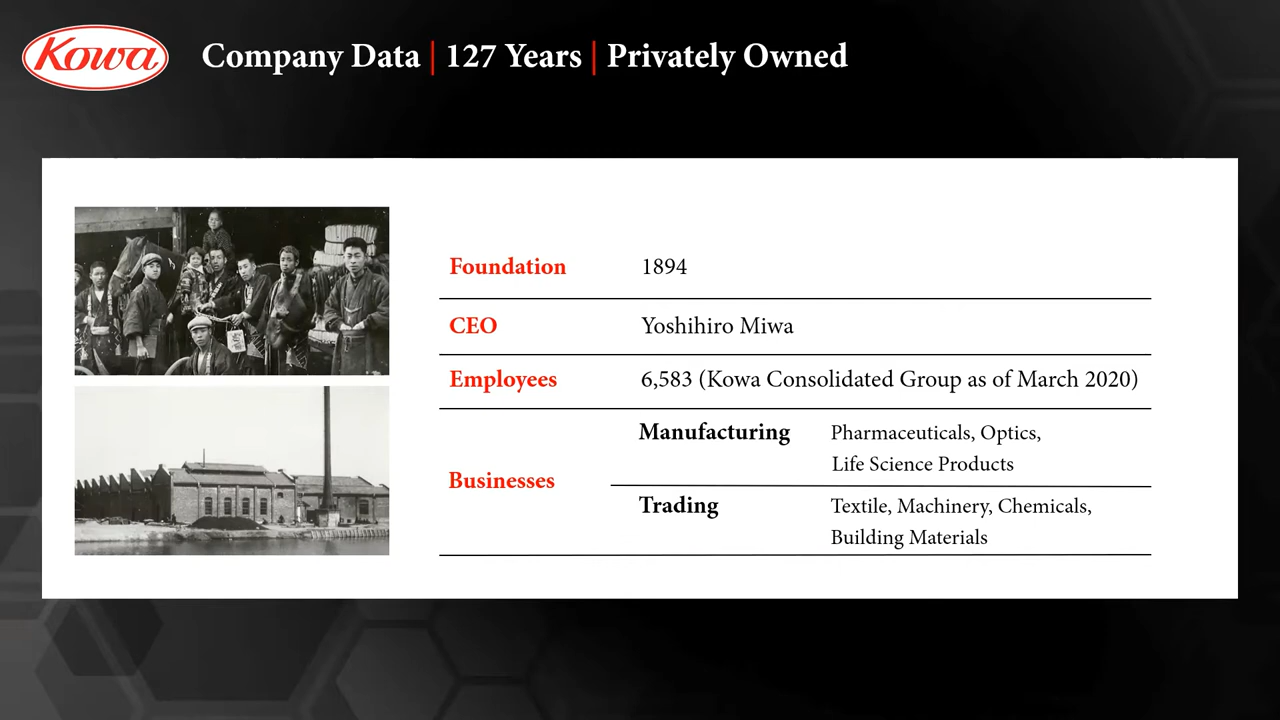 Kowa
Company Data | 127 Years | Privately Owned
Foundation 1894
CEO Yoshihiro Miwa
Employees 6,583 (Kowa Consolidated Group as of March 2020)
Businesses
Manufacturing Pharmaceuticals, Optics,
Life Science Products
Trading Textile, Machinery, Chemicals,
Building Materials